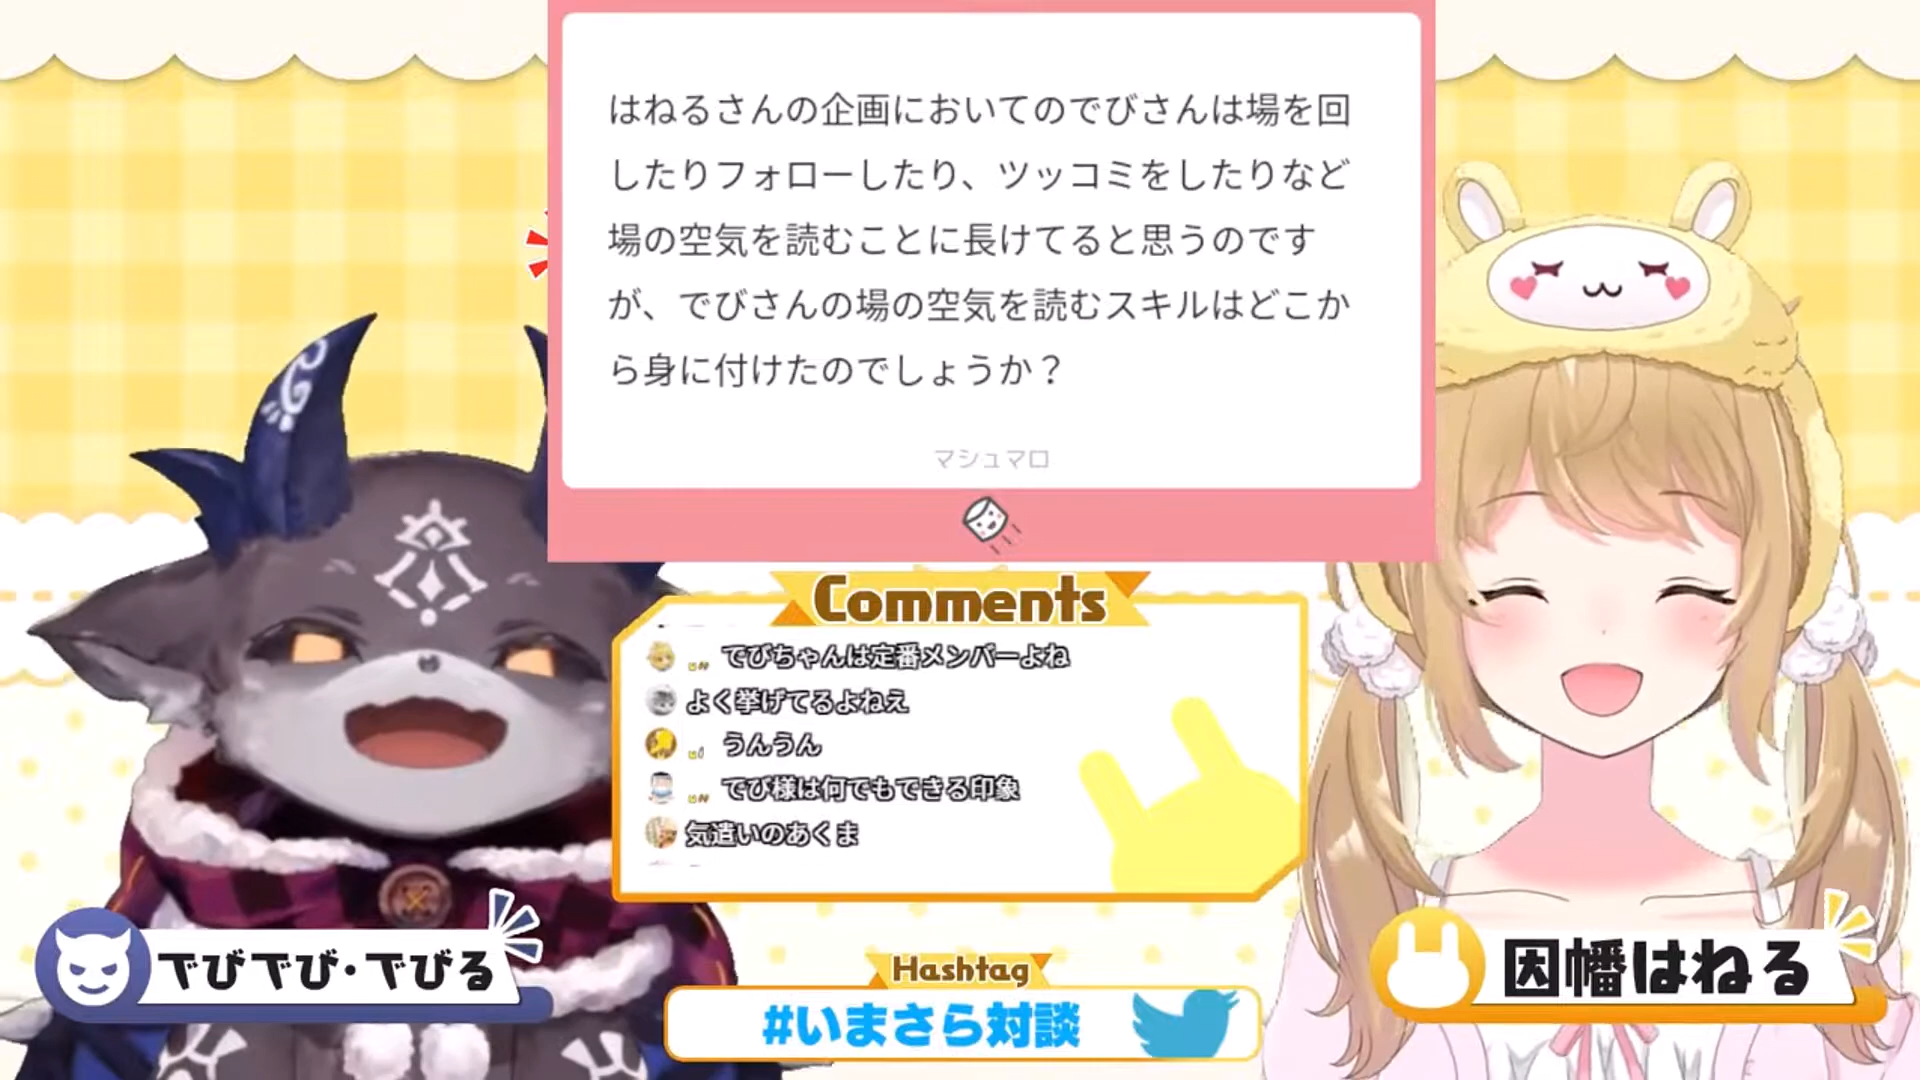 はねるさんの企画においてのでびさんは場を回
したりフォローしたり、ツッコミをしたりなど
場の空気を読むことに長けてると思うのです
が、でびさんの場の空気を読むスキルはどこか
ら身に付けたのでしょうか？
マシュマロ
Comments
でびちゃんは定番メンバーよね
よく挙げてるよねえ
うんうん
でび様は何でもできる印象
気遣いのあくま
でびでび・でびる
因幡はねる
Hashtag
#いまさら対談